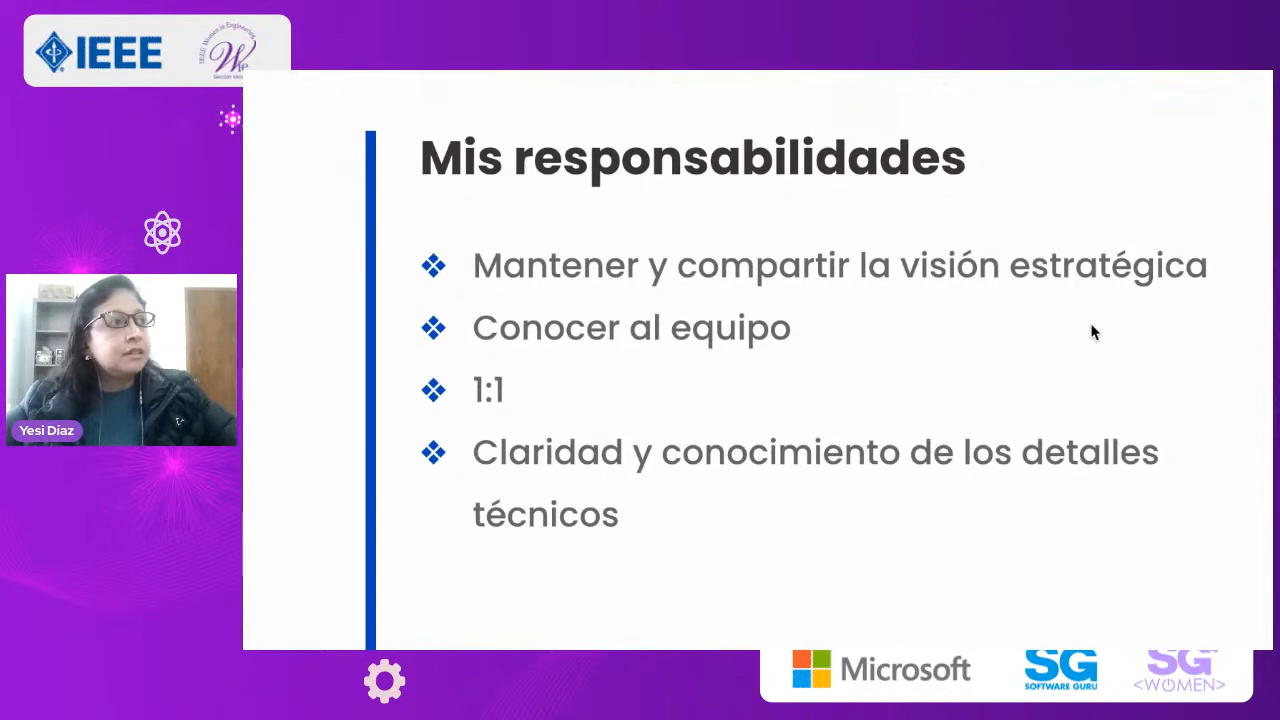 IEEE
Mis responsabilidades
Mantener y compartir la visión estratégica
Conocer al equipo
1:1
Claridad y conocimiento de los detalles
técnicos
Yesi Díaz
Microsoft
SG
SOFTWARE GURU
SG
<WOMEN>